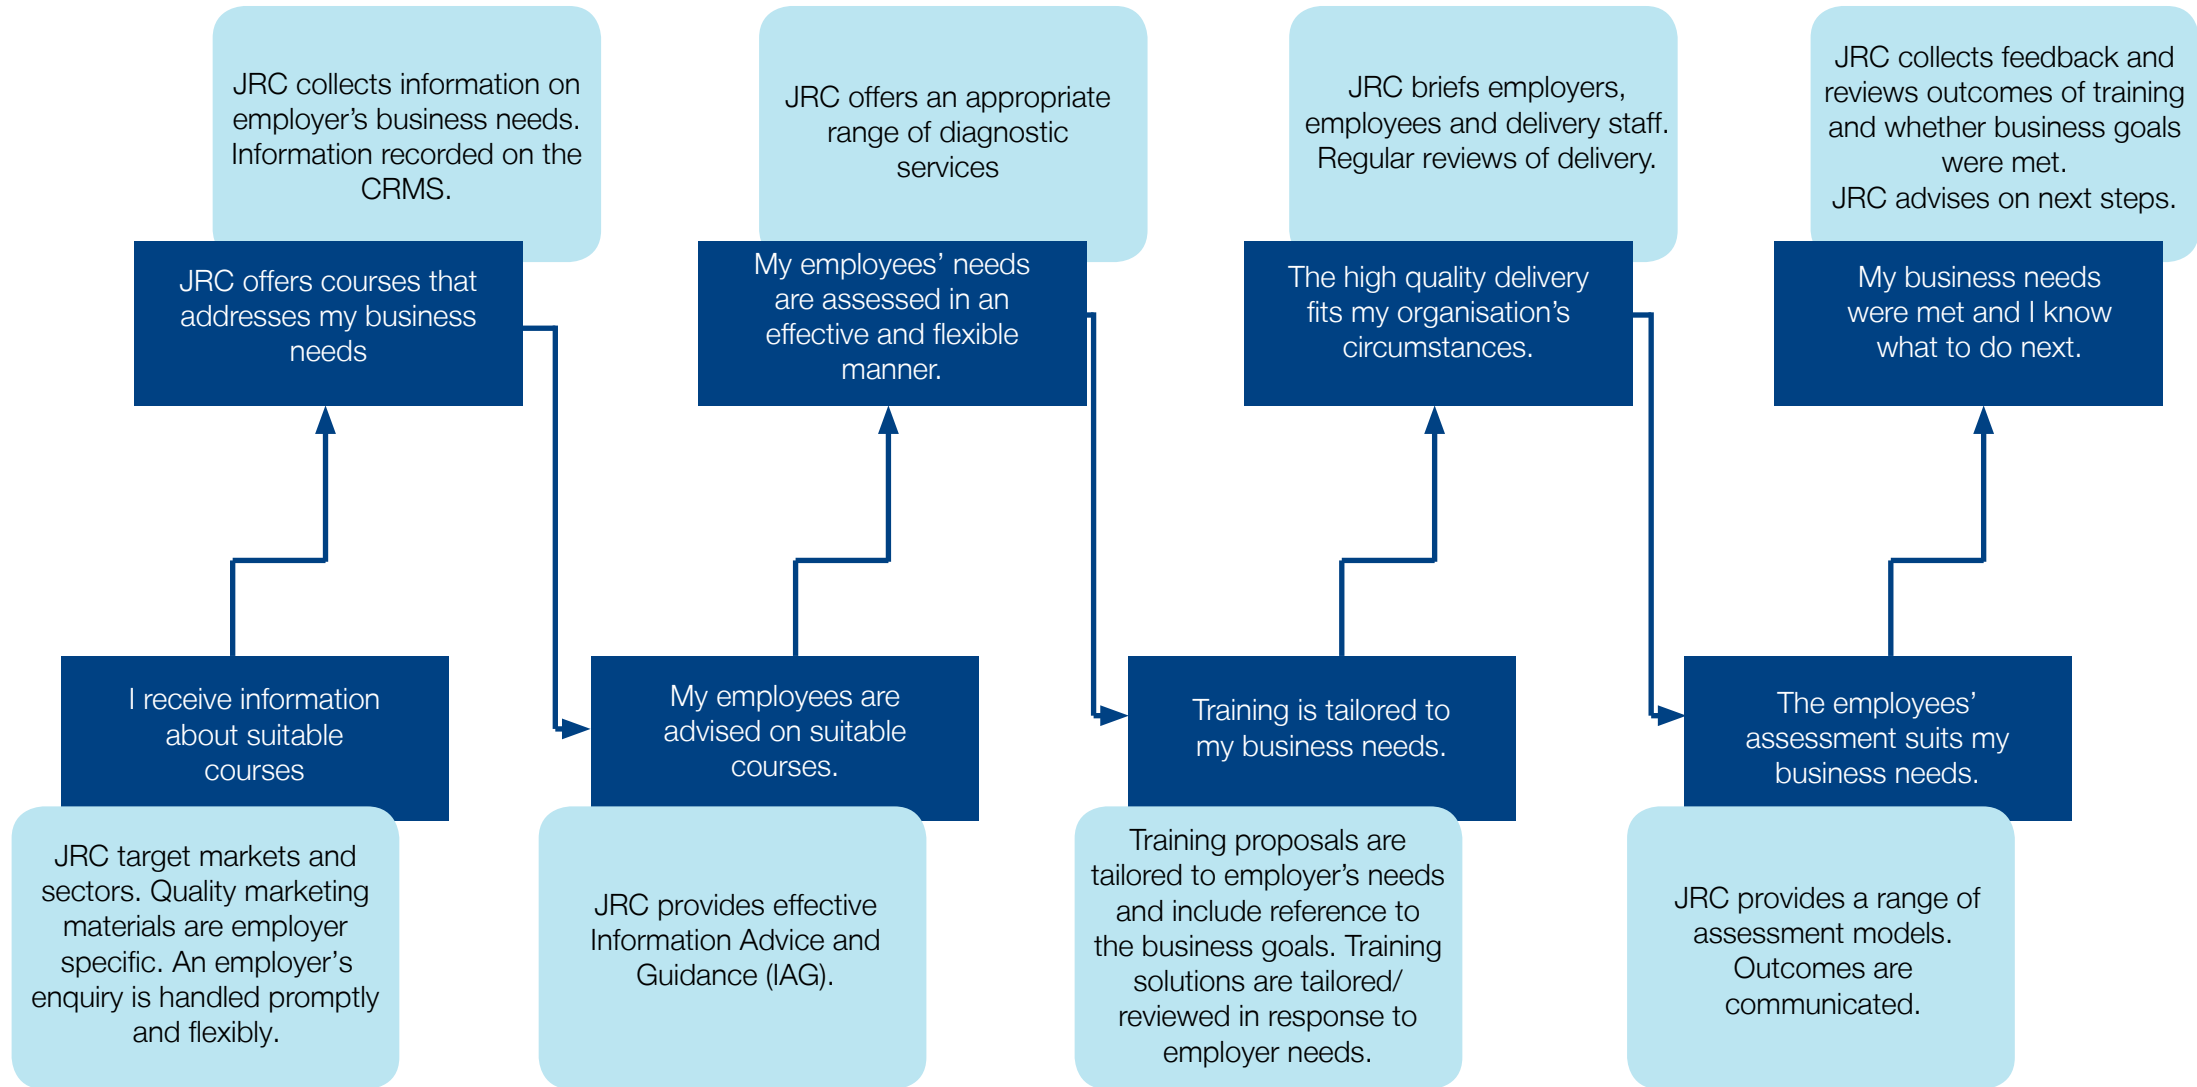 JRC collects information on
employer’s business needs.
Information recorded on the
CRMS.
JRC offers courses that
addresses my business
needs
JRC offers an appropriate
range of diagnostic
services
My employees’ needs
are assessed in an
effective and flexible
manner.
JRC briefs employers,
employees and delivery staff.
Regular reviews of delivery.
The high quality delivery
fits my organisation’s
circumstances.
JRC collects feedback and
reviews outcomes of training
and whether business goals
were met.
JRC advises on next steps.
My business needs
were met and I know
what to do next.
I receive information
about suitable
courses
JRC target markets and
sectors. Quality marketing
materials are employer
specific. An employer’s
enquiry is handled promptly
and flexibly.
My employees are
advised on suitable
courses.
JRC provides effective
Information Advice and
Guidance (IAG).
Training is tailored to
my business needs.
Training proposals are
tailored to employer’s needs
and include reference to
the business goals. Training
solutions are tailored/
reviewed in response to
employer needs.
The employees’
assessment suits my
business needs.
JRC provides a range of
assessment models.
Outcomes are
communicated.